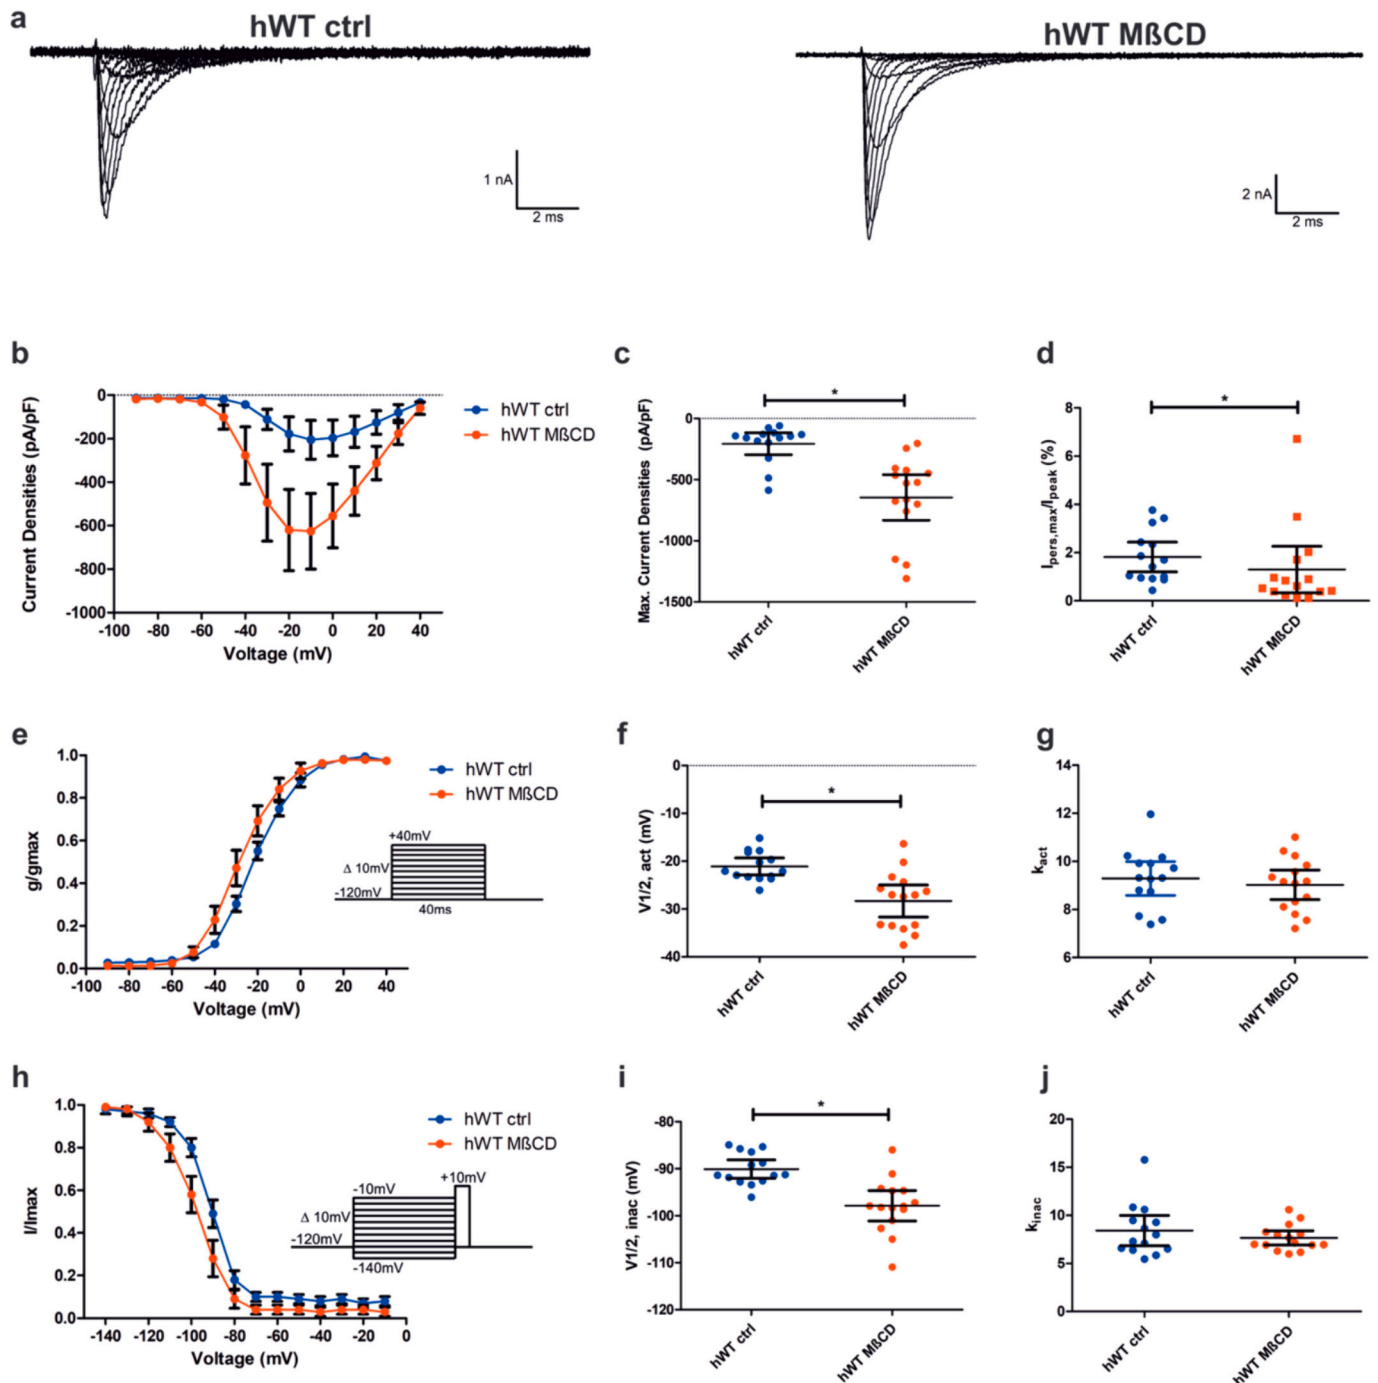 a
hWT ctrl
hWT MßCD
1 nA
2 ms
2 nA
2 ms
b
Current Densities (pA/pF)
0
-200
-400
-600
-800
-1000
-100 -80 -60 -40 -20 0 20 40
Voltage (mV)
hWT ctrl
hWT MßCD
c
Max. Current Densities (pA/pF)
0
-500
-1000
-1500
*
hWT ctrl
hWT MßCD
d
Ipers,max/Ipeak (%)
8
6
4
2
0
*
hWT ctrl
hWT MßCD
e
g/gmax
1.0
0.8
0.6
0.4
0.2
0.0
-100 -80 -60 -40 -20 0 20 40
Voltage (mV)
hWT ctrl
hWT MßCD
+40mV
Δ 10mV
-120mV
40ms
f
V1/2, act (mV)
0
-10
-20
-30
-40
*
hWT ctrl
hWT MßCD
g
kact
14
12
10
8
6
hWT ctrl
hWT MßCD
h
I/Imax
1.0
0.8
0.6
0.4
0.2
0.0
-140 -120 -100 -80 -60 -40 -20 0
Voltage (mV)
hWT ctrl
hWT MßCD
+10mV
-10mV
Δ 10mV
-120mV
-140mV
i
V1/2, inac (mV)
-80
-90
-100
-110
-120
*
hWT ctrl
hWT MßCD
j
kinac
20
15
10
5
0
hWT ctrl
hWT MßCD